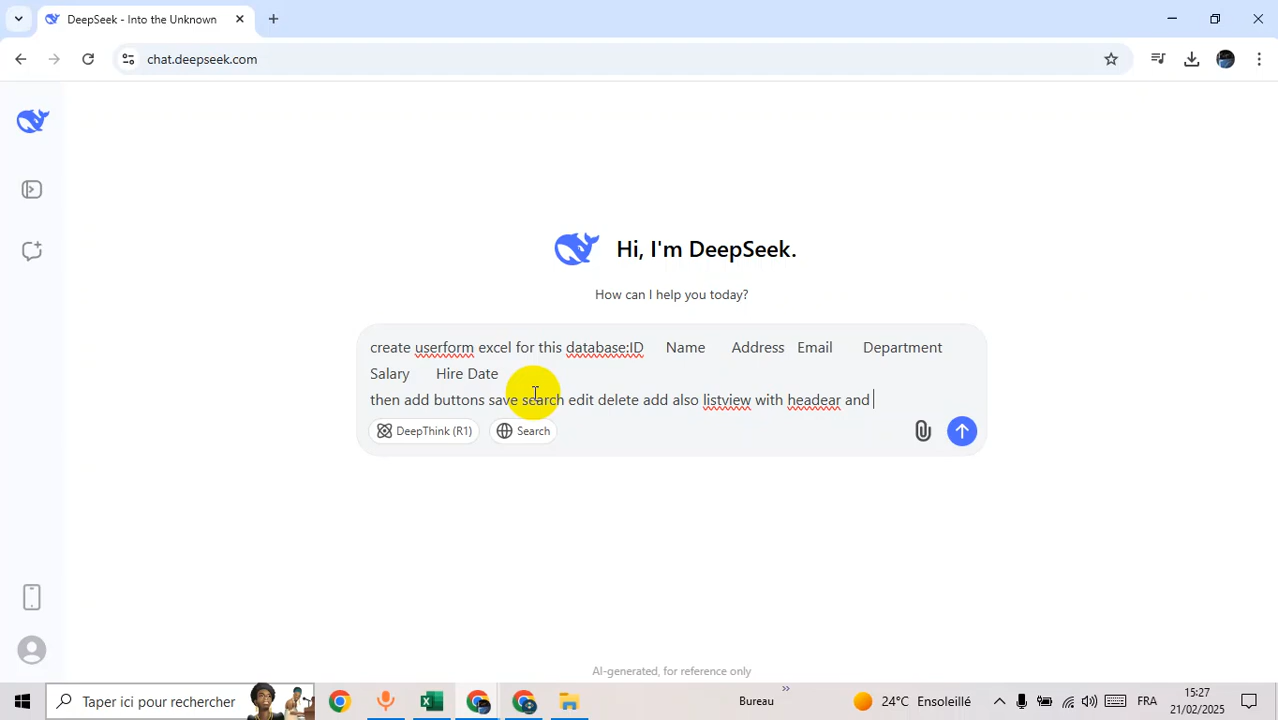 DeepSeek - Into the Unknown
chat.deepseek.com
Hi, I'm DeepSeek.
How can I help you today?
create userform excel for this database:ID Name Address Email Department
Salary Hire Date
then add buttons save search edit delete add also listview with headear and
DeepThink (R1) Search
AI-generated, for reference only
Taper ici pour rechercher
Bureau
»
24°C Ensoleillé
FRA
15:27
21/02/2025